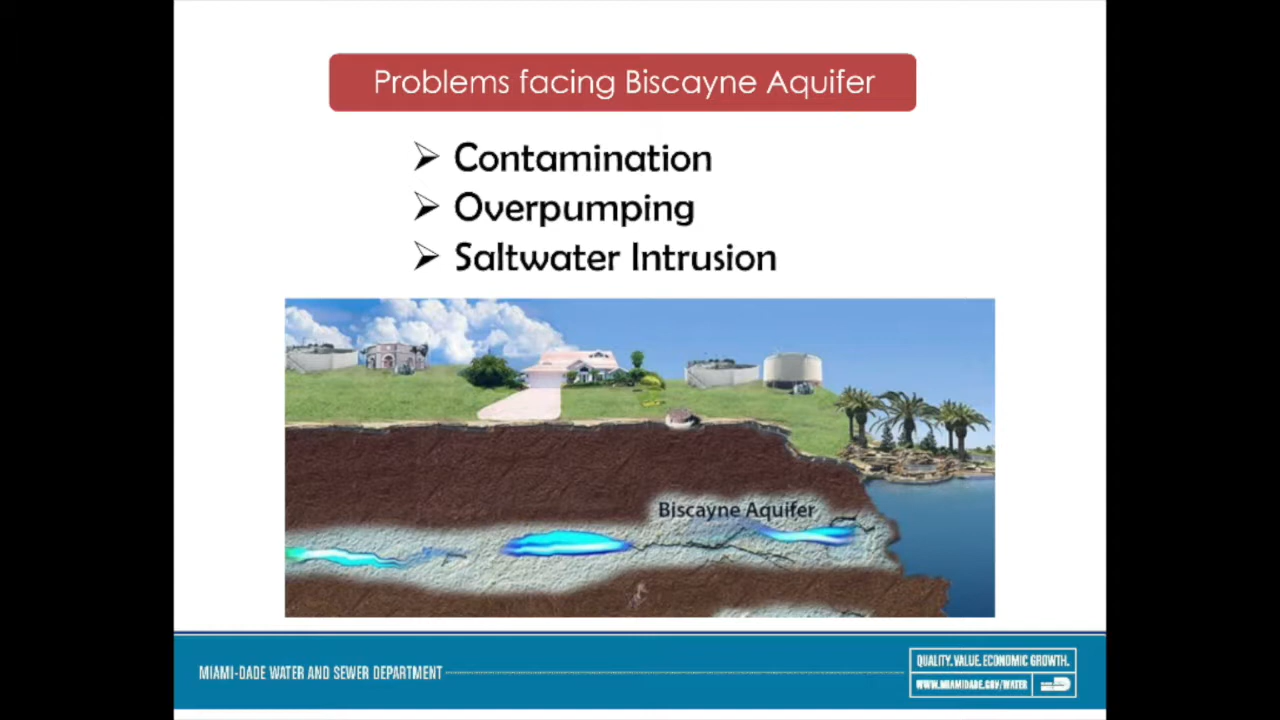 Problems facing Biscayne Aquifer
Contamination
Overpumping
Saltwater Intrusion
Biscayne Aquifer
MIAMI-DADE WATER AND SEWER DEPARTMENT
QUALITY. VALUE. ECONOMIC GROWTH.
WWW.MIAMIDADE.GOV/WATER